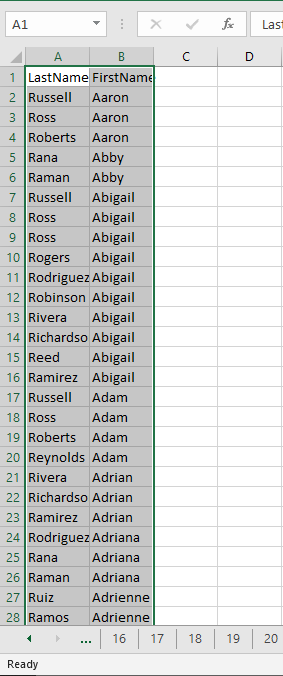 A1 Last
A B C D
1 LastName FirstName
2 Russell Aaron
3 Ross Aaron
4 Roberts Aaron
5 Rana Abby
6 Raman Abby
7 Russell Abigail
8 Ross Abigail
9 Ross Abigail
10 Rogers Abigail
11 Rodriguez Abigail
12 Robinson Abigail
13 Rivera Abigail
14 Richardso Abigail
15 Reed Abigail
16 Ramirez Abigail
17 Russell Adam
18 Ross Adam
19 Roberts Adam
20 Reynolds Adam
21 Rivera Adrian
22 Richardso Adrian
23 Ramirez Adrian
24 Rodriguez Adriana
25 Rana Adriana
26 Raman Adriana
27 Ruiz Adrienne
28 Ramos Adrienne
... 16 17 18 19 20
Ready